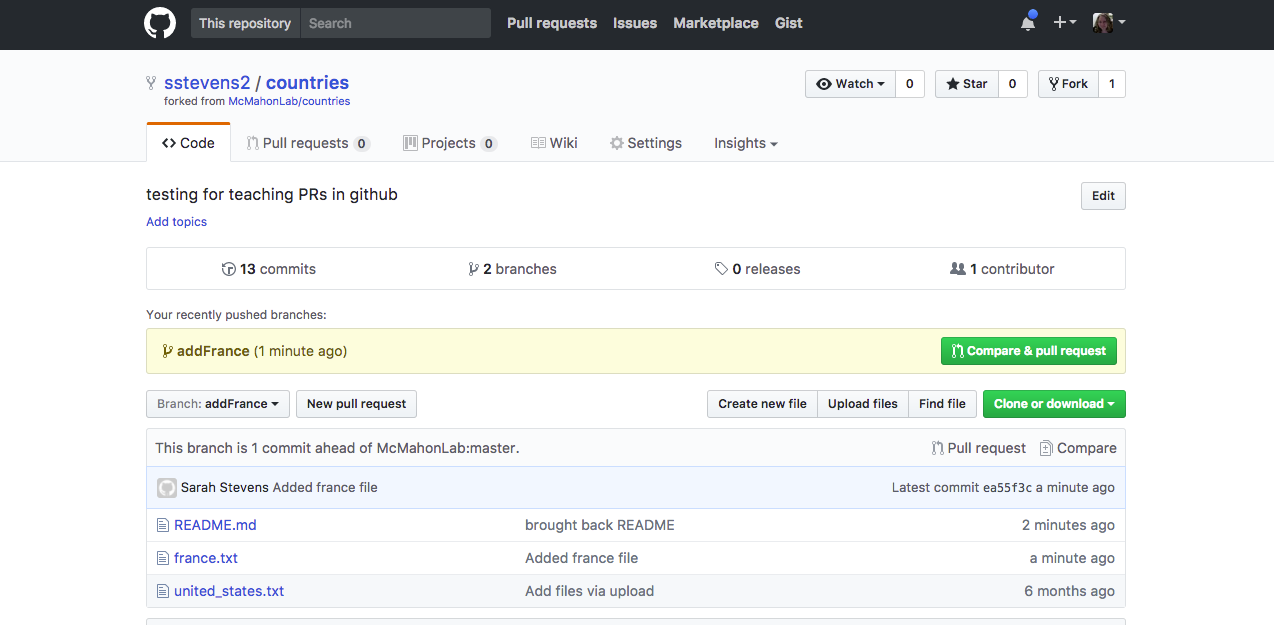 This repository Search Pull requests Issues Marketplace Gist
sstevens2 / countries Watch 0 Star 0 Fork 1
forked from McMahonLab/countries
Code Pull requests 0 Projects 0 Wiki Settings Insights
testing for teaching PRs in github Edit
Add topics
13 commits 2 branches 0 releases 1 contributor
Your recently pushed branches:
addFrance (1 minute ago) Compare & pull request
Branch: addFrance New pull request Create new file Upload files Find file Clone or download
This branch is 1 commit ahead of McMahonLab:master. Pull request Compare
Sarah Stevens Added france file Latest commit ea55f3c a minute ago
README.md brought back README 2 minutes ago
france.txt Added france file a minute ago
united_states.txt Add files via upload 6 months ago